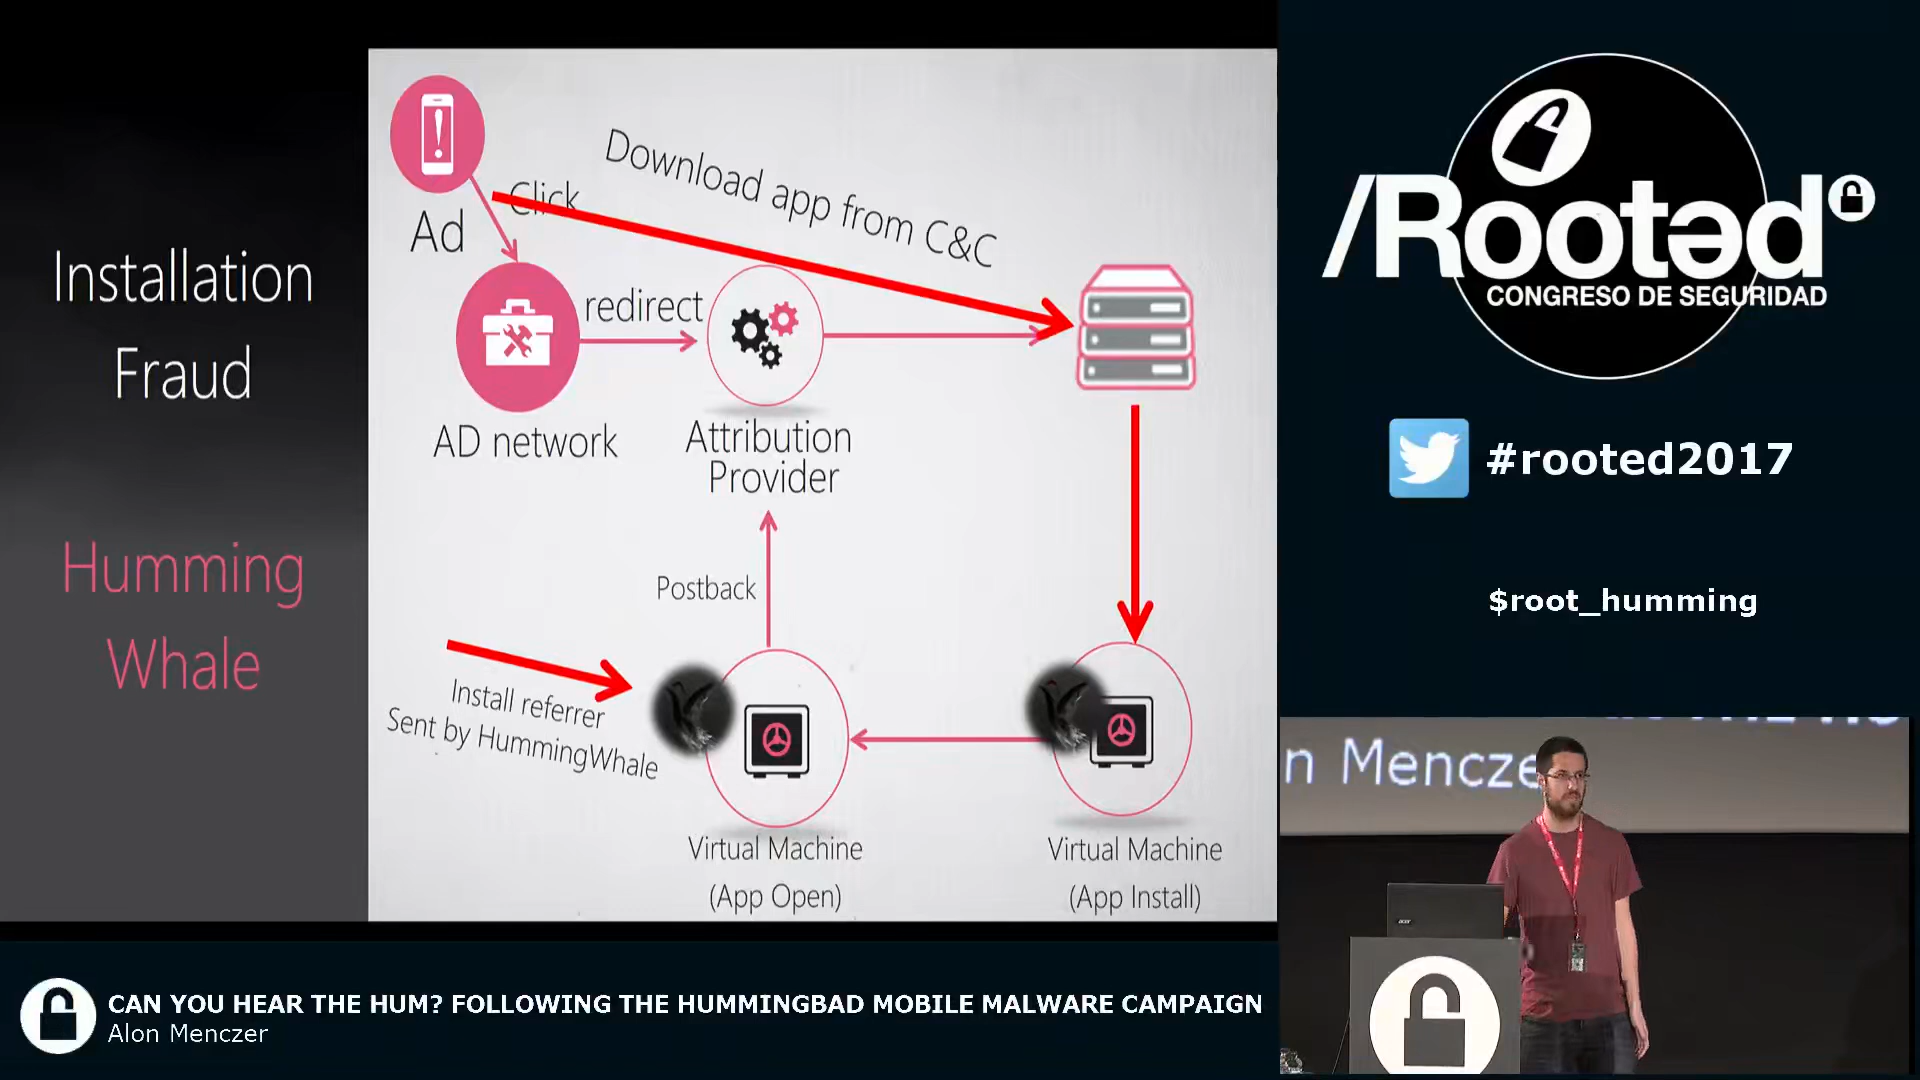 Installation
Fraud
Humming
Whale
Ad
Click
Download app from C&C
redirect
AD network
Attribution
Provider
Postback
Install referrer
Sent by HummingWhale
Virtual Machine
(App Open)
Virtual Machine
(App Install)
/Rootəd
CONGRESO DE SEGURIDAD
#rooted2017
$root_humming
n Mencze
acer
CAN YOU HEAR THE HUM? FOLLOWING THE HUMMINGBAD MOBILE MALWARE CAMPAIGN
Alon Menczer